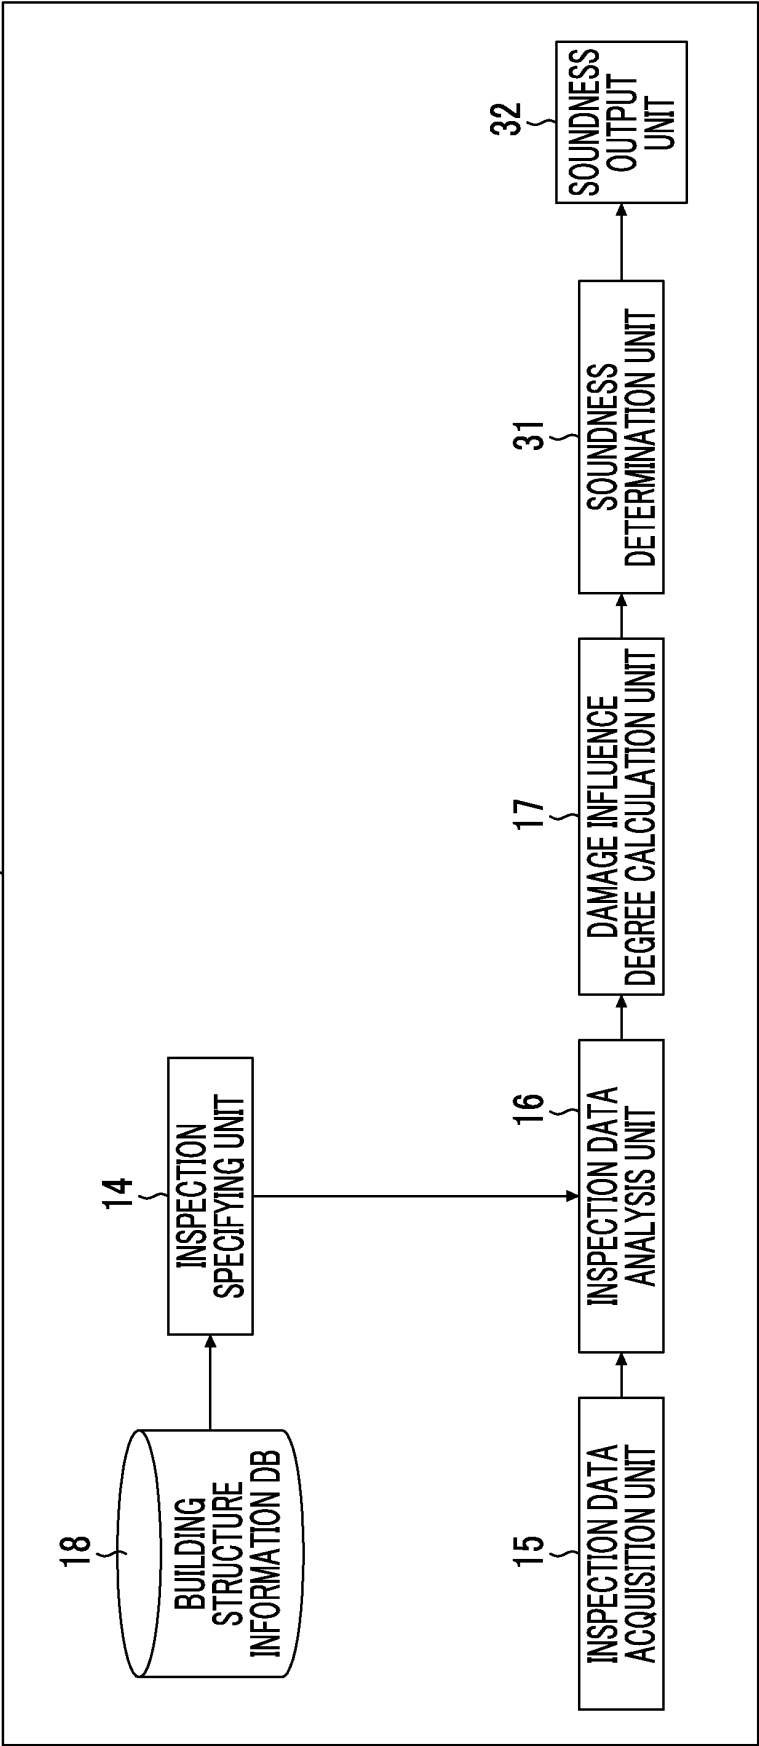 18
BUILDING
STRUCTURE
INFORMATION DB
14
INSPECTION
SPECIFYING UNIT
15
INSPECTION DATA
ACQUISITION UNIT
16
INSPECTION DATA
ANALYSIS UNIT
17
DAMAGE INFLUENCE
DEGREE CALCULATION UNIT
31
SOUNDNESS
DETERMINATION UNIT
32
SOUNDNESS
OUTPUT
UNIT